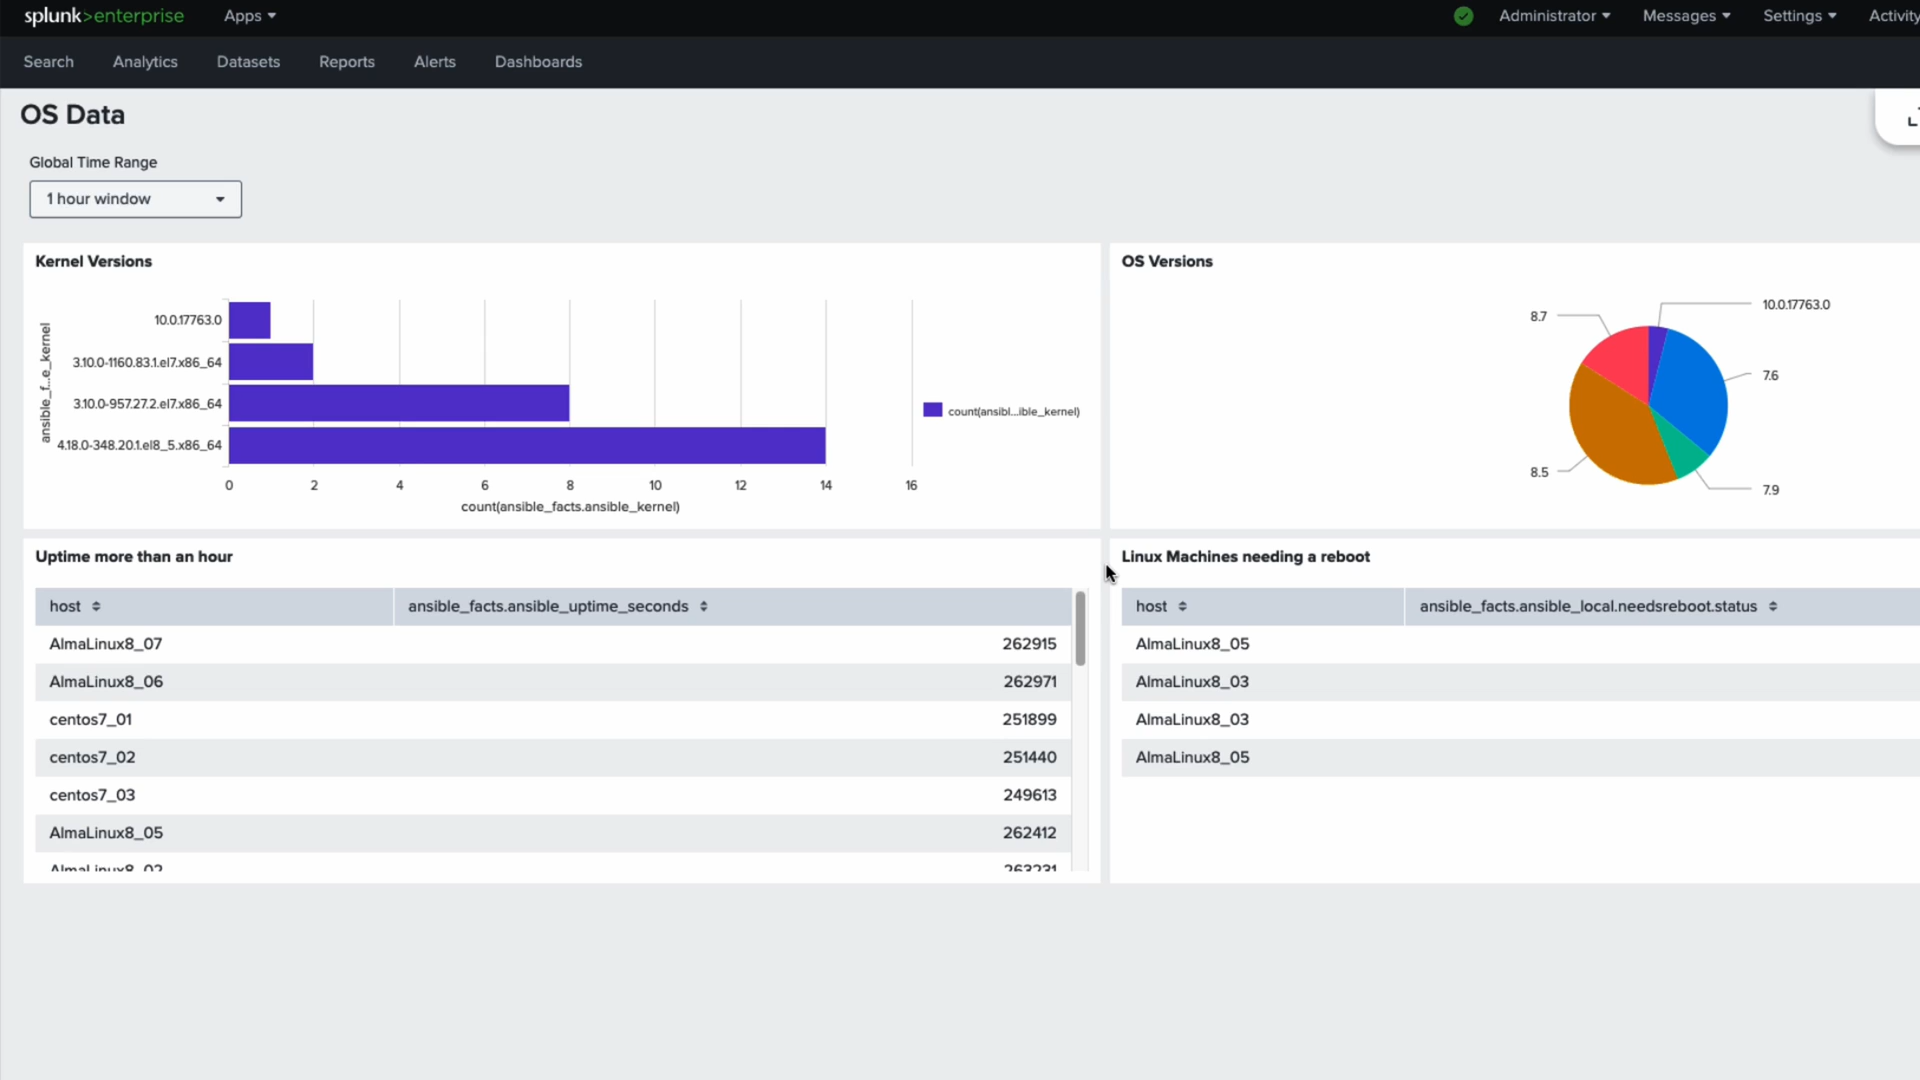 splunk>enterprise Apps Administrator Messages Settings Activity
Search Analytics Datasets Reports Alerts Dashboards
OS Data
Global Time Range
1 hour window
Kernel Versions
ansible_f...e_kernel
10.0.17763.0
3.10.0-1160.83.1.el7.x86_64
3.10.0-957.27.2.el7.x86_64
4.18.0-348.20.1.el8_5.x86_64
0 2 4 6 8 10 12 14 16
count(ansible_facts.ansible_kernel)
count(ansibl...ible_kernel)
OS Versions
10.0.17763.0
8.7
7.6
8.5
7.9
Uptime more than an hour
host ansible_facts.ansible_uptime_seconds
AlmaLinux8_07 262915
AlmaLinux8_06 262971
centos7_01 251899
centos7_02 251440
centos7_03 249613
AlmaLinux8_05 262412
AlmaLinux8_02 263231
Linux Machines needing a reboot
host ansible_facts.ansible_local.needsreboot.status
AlmaLinux8_05
AlmaLinux8_03
AlmaLinux8_03
AlmaLinux8_05